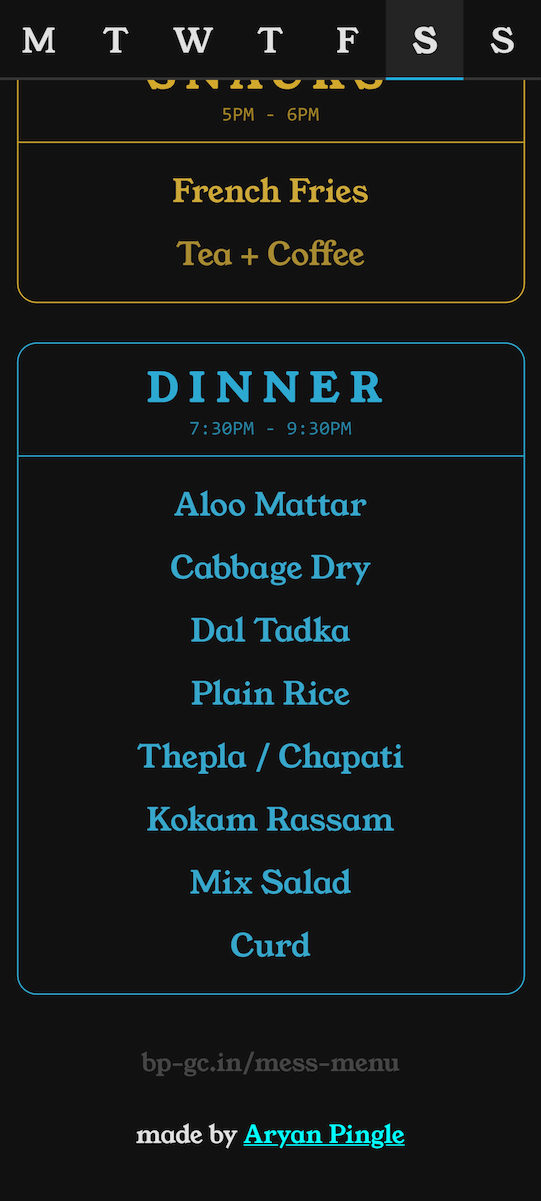 M T W T F S S
SNACKS
5PM - 6PM
French Fries
Tea + Coffee
DINNER
7:30PM - 9:30PM
Aloo Mattar
Cabbage Dry
Dal Tadka
Plain Rice
Thepla / Chapati
Kokam Rassam
Mix Salad
Curd
bp-gc.in/mess-menu
made by Aryan Pingle